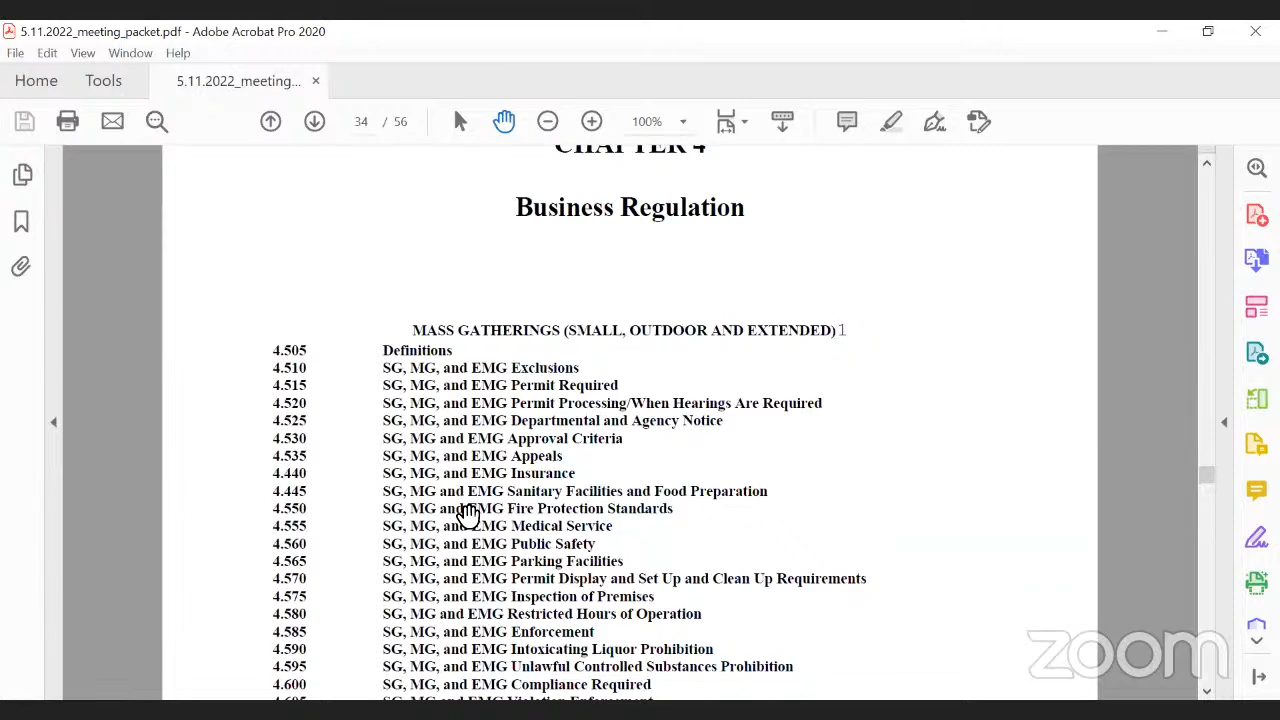 5.11.2022_meeting_packet.pdf - Adobe Acrobat Pro 2020
File Edit View Window Help
Home Tools 5.11.2022_meeting... ×
34 / 56 100%
CHAPTER 4
Business Regulation
MASS GATHERINGS (SMALL, OUTDOOR AND EXTENDED) 1
4.505 Definitions
4.510 SG, MG, and EMG Exclusions
4.515 SG, MG, and EMG Permit Required
4.520 SG, MG, and EMG Permit Processing/When Hearings Are Required
4.525 SG, MG, and EMG Departmental and Agency Notice
4.530 SG, MG and EMG Approval Criteria
4.535 SG, MG, and EMG Appeals
4.440 SG, MG, and EMG Insurance
4.445 SG, MG and EMG Sanitary Facilities and Food Preparation
4.550 SG, MG and EMG Fire Protection Standards
4.555 SG, MG, and EMG Medical Service
4.560 SG, MG, and EMG Public Safety
4.565 SG, MG, and EMG Parking Facilities
4.570 SG, MG, and EMG Permit Display and Set Up and Clean Up Requirements
4.575 SG, MG, and EMG Inspection of Premises
4.580 SG, MG and EMG Restricted Hours of Operation
4.585 SG, MG, and EMG Enforcement
4.590 SG, MG, and EMG Intoxicating Liquor Prohibition
4.595 SG, MG, and EMG Unlawful Controlled Substances Prohibition
4.600 SG, MG, and EMG Compliance Required
4.605 SG, MG, and EMG Violation Enforcement
zoom